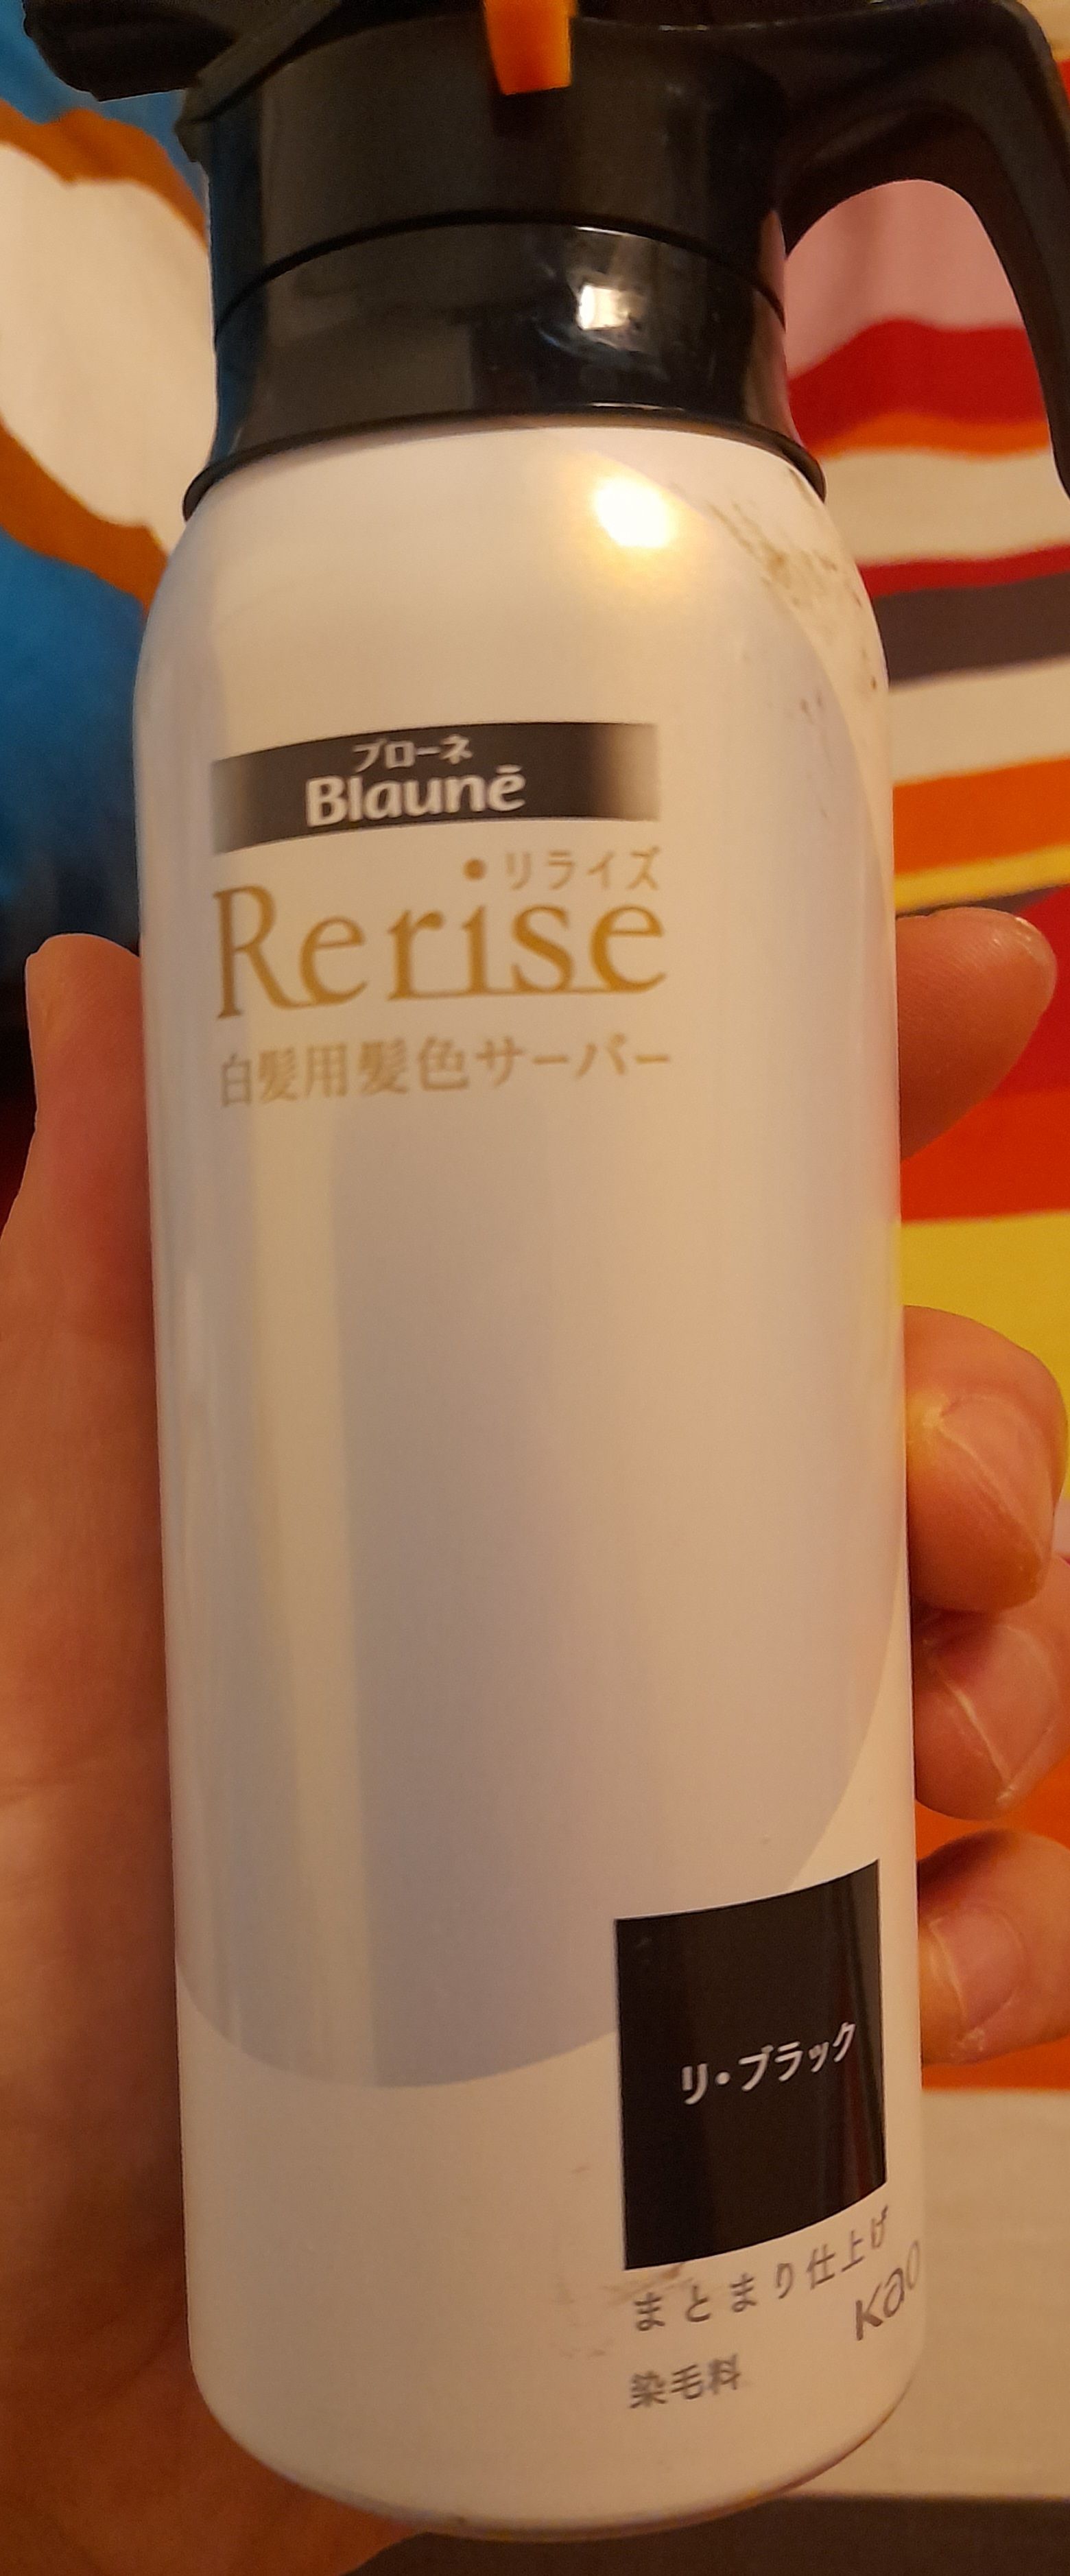 ブローネ
Blaunē
リライズ
Rerise
白髪用髪色サーバー
リ・ブラック
まとまり仕上げ
kao
染毛料